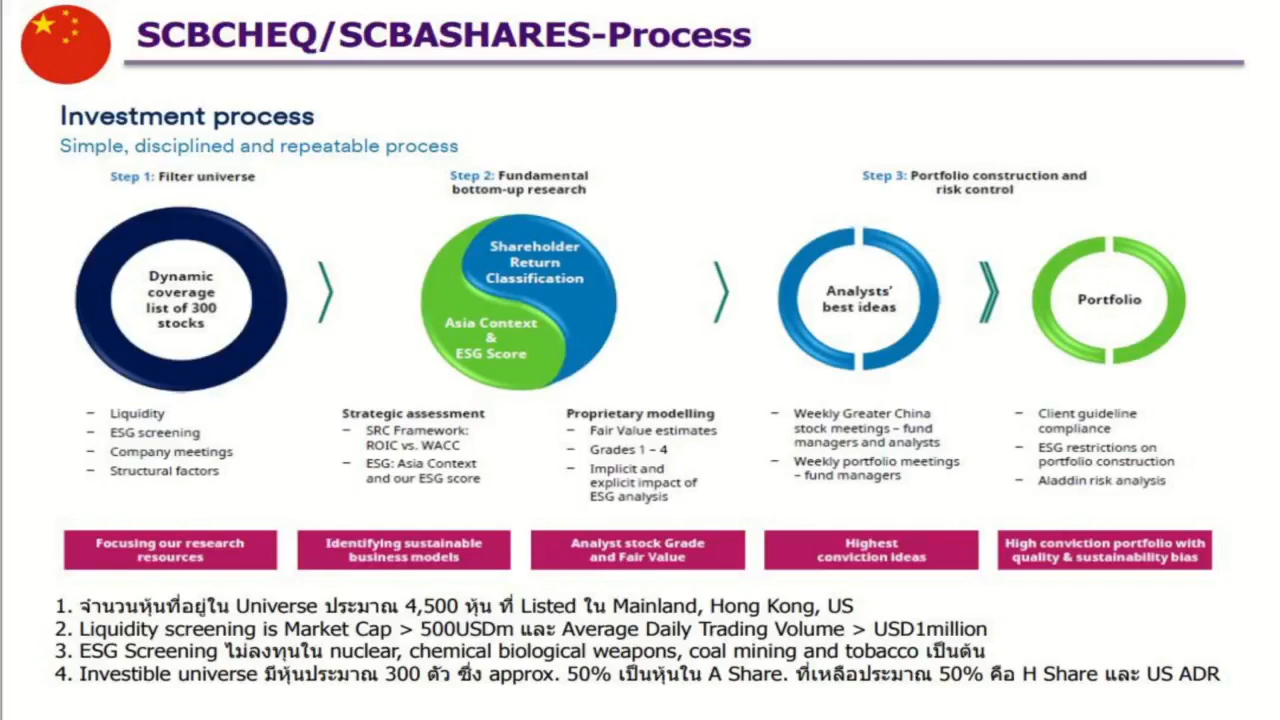 SCBCHEQ/SCBASHARES-Process
Investment process
Simple, disciplined and repeatable process
Step 1: Filter universe
Dynamic
coverage
list of 300
stocks
– Liquidity
– ESG screening
– Company meetings
– Structural factors
Step 2: Fundamental
bottom-up research
Shareholder
Return
Classification
Asia Context
&
ESG Score
Strategic assessment
– SRC Framework:
ROIC vs. WACC
– ESG: Asia Context
and our ESG score
Proprietary modelling
– Fair Value estimates
– Grades 1 – 4
– Implicit and
explicit impact of
ESG analysis
Step 3: Portfolio construction and
risk control
Analysts’
best ideas
– Weekly Greater China
stock meetings – fund
managers and analysts
– Weekly portfolio meetings
– fund managers
Portfolio
– Client guideline
compliance
– ESG restrictions on
portfolio construction
– Aladdin risk analysis
Focusing our research
resources
Identifying sustainable
business models
Analyst stock Grade
and Fair Value
Highest
conviction ideas
High conviction portfolio with
quality & sustainability bias
1. จำนวนหุ้นที่อยู่ใน Universe ประมาณ 4,500 หุ้น ที่ Listed ใน Mainland, Hong Kong, US
2. Liquidity screening is Market Cap > 500USDm และ Average Daily Trading Volume > USD1million
3. ESG Screening ไม่ลงทุนใน nuclear, chemical biological weapons, coal mining and tobacco เป็นต้น
4. Investible universe มีหุ้นประมาณ 300 ตัว ซึ่ง approx. 50% เป็นหุ้นใน A Share. ที่เหลือประมาณ 50% คือ H Share และ US ADR